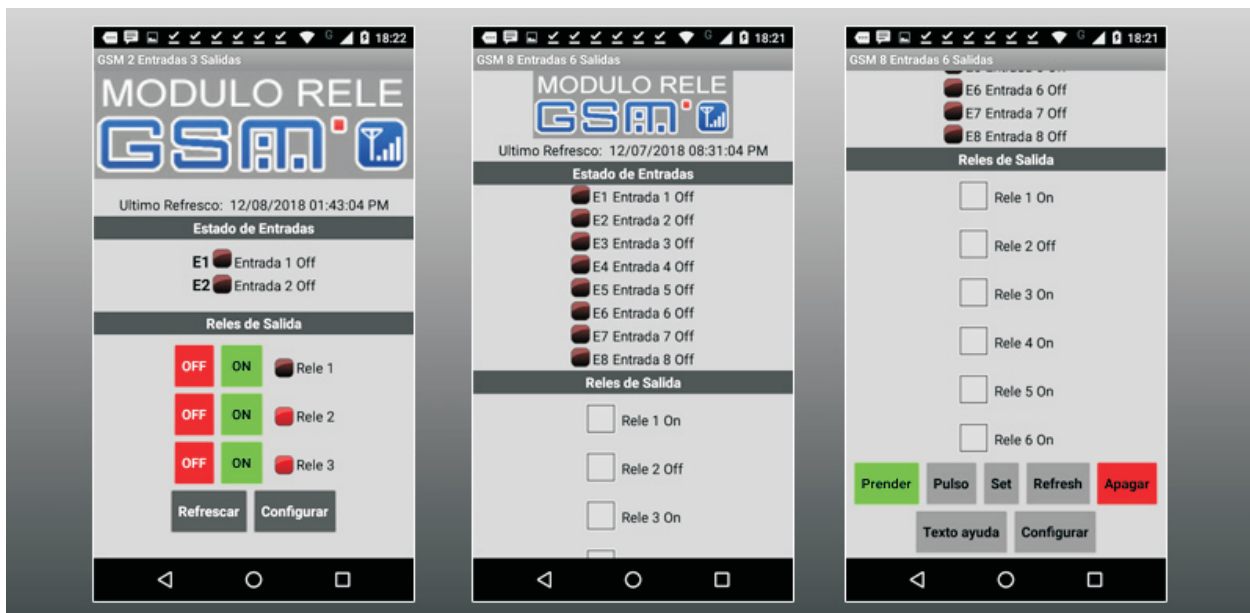 G 18:22
GSM 2 Entradas 3 Salidas
MODULO RELE
GSM
Ultimo Refresco: 12/08/2018 01:43:04 PM
Estado de Entradas
E1 Entrada 1 Off
E2 Entrada 2 Off
Reles de Salida
OFF ON Rele 1
OFF ON Rele 2
OFF ON Rele 3
Refrescar Configurar
G 18:21
GSM 8 Entradas 6 Salidas
MODULO RELE
GSM
Ultimo Refresco: 12/07/2018 08:31:04 PM
Estado de Entradas
E1 Entrada 1 Off
E2 Entrada 2 Off
E3 Entrada 3 Off
E4 Entrada 4 Off
E5 Entrada 5 Off
E6 Entrada 6 Off
E7 Entrada 7 Off
E8 Entrada 8 Off
Reles de Salida
Rele 1 On
Rele 2 Off
Rele 3 On
G 18:21
GSM 8 Entradas 6 Salidas
E6 Entrada 6 Off
E7 Entrada 7 Off
E8 Entrada 8 Off
Reles de Salida
Rele 1 On
Rele 2 Off
Rele 3 On
Rele 4 On
Rele 5 On
Rele 6 On
Prender Pulso Set Refresh Apagar
Texto ayuda Configurar